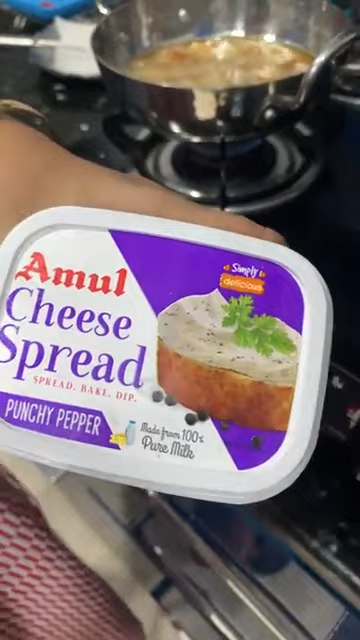 Amul
Cheese
Spread
SPREAD. BAKE. DIP.
PUNCHY PEPPER
Made from 100%
Pure Milk
Simply
delicious